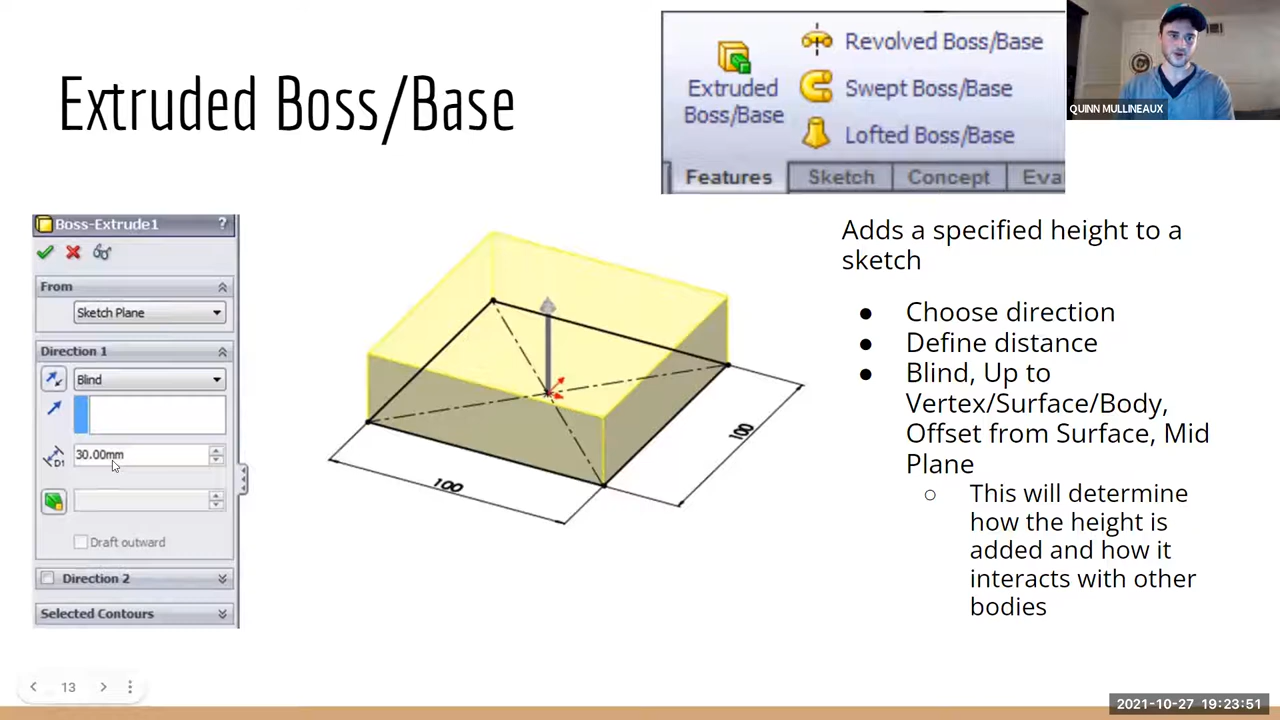 Extruded Boss/Base
Extruded
Boss/Base
Revolved Boss/Base
Swept Boss/Base
Lofted Boss/Base
Features
Sketch
Concept
Eva
QUINN MULLINEAUX
Boss-Extrude1
?
From
Sketch Plane
Direction 1
Blind
D1
30.00mm
Draft outward
Direction 2
Selected Contours
100
100
Adds a specified height to a
sketch
● Choose direction
● Define distance
● Blind, Up to
Vertex/Surface/Body,
Offset from Surface, Mid
Plane
○ This will determine
how the height is
added and how it
interacts with other
bodies
13
2021-10-27 19:23:51